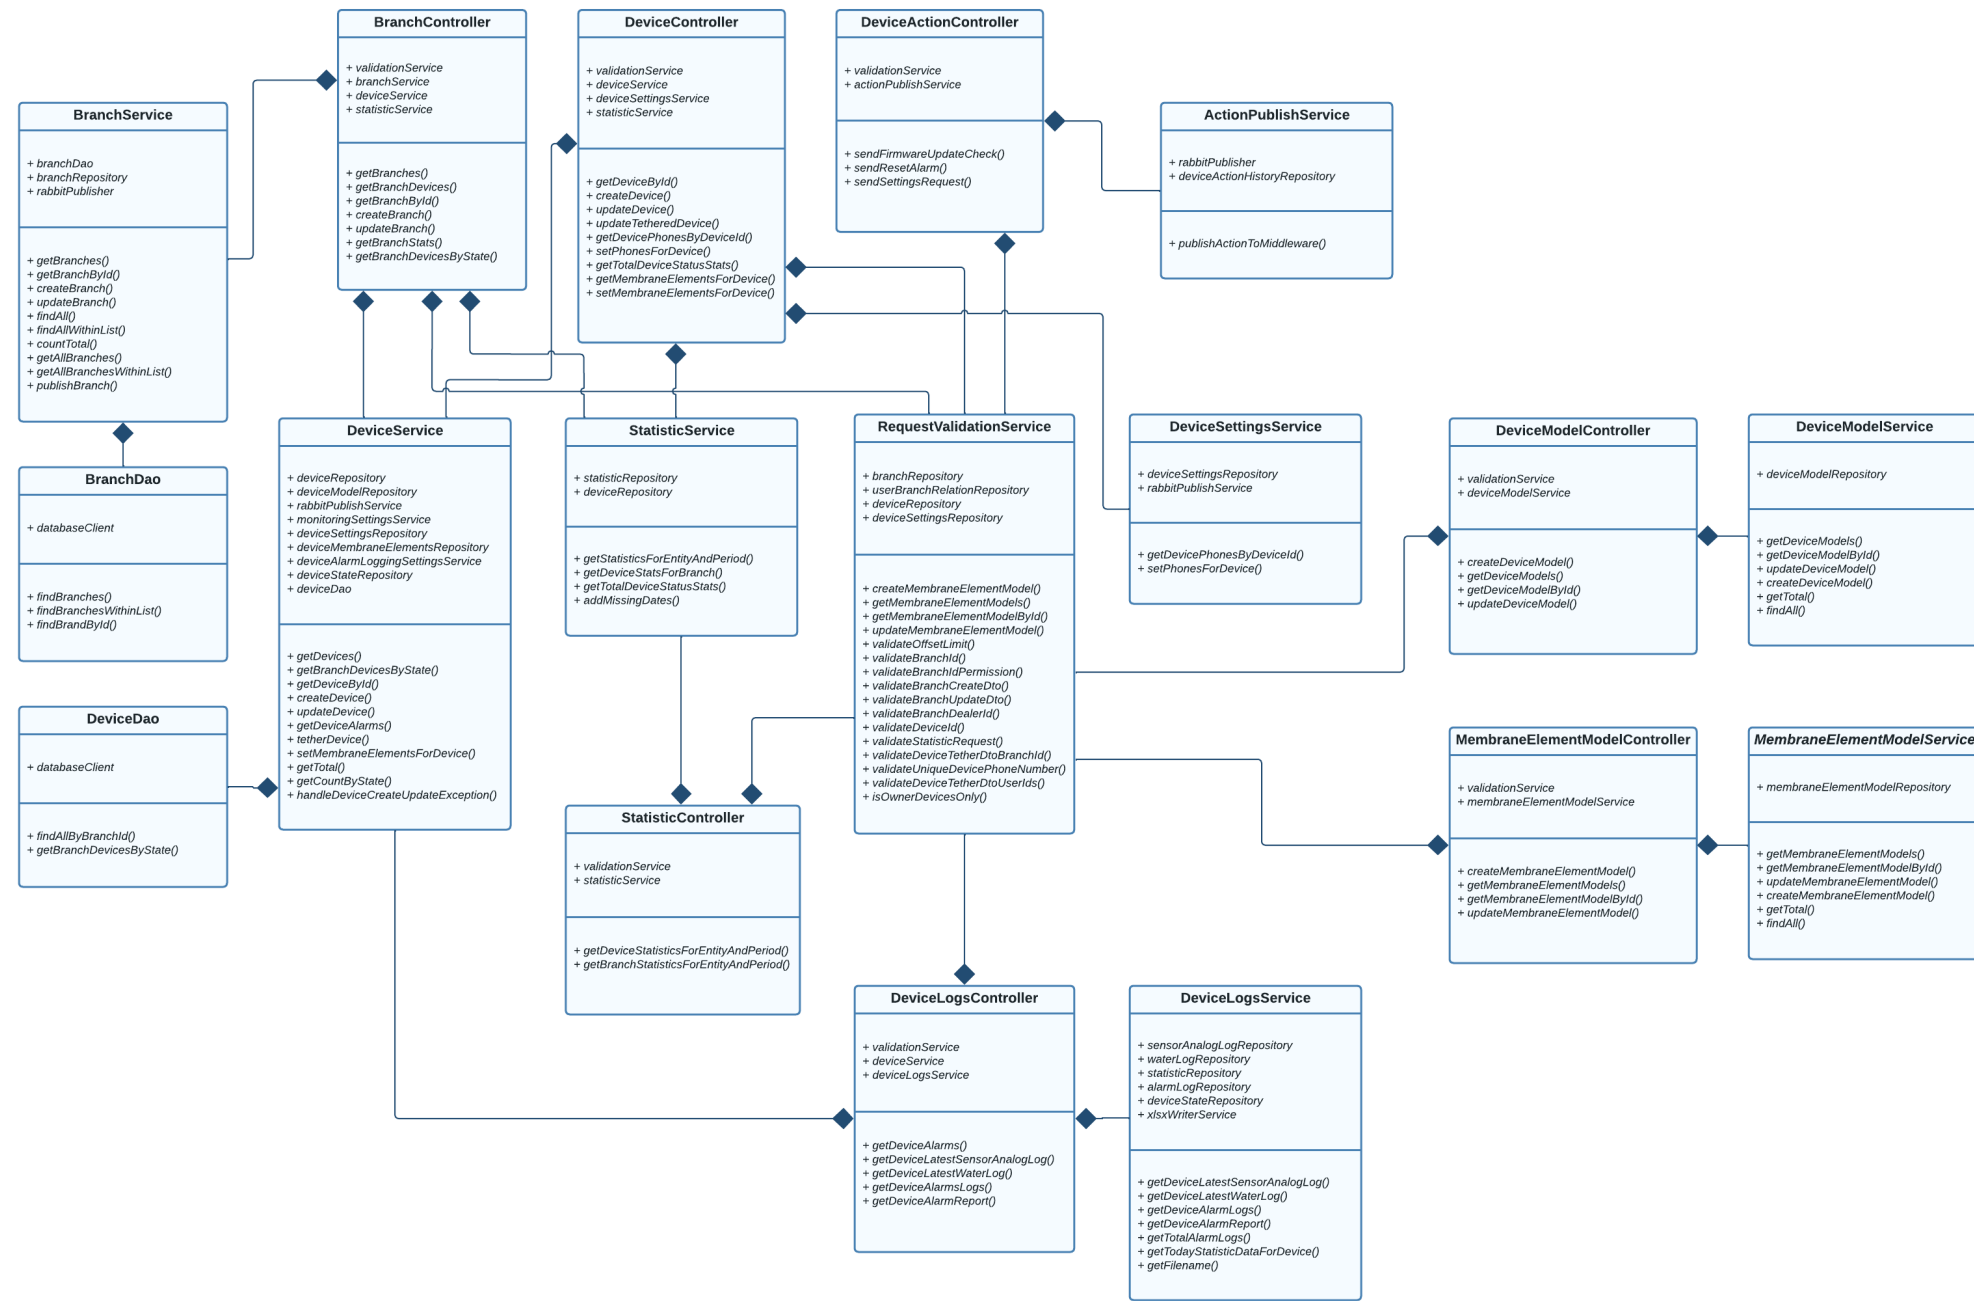 BranchController
+ validationService
+ branchService
+ deviceService
+ statisticService
+ getBranches()
+ getBranchDevices()
+ getBranchById()
+ createBranch()
+ updateBranch()
+ getBranchStats()
+ getBranchDevicesByState()
DeviceController
+ validationService
+ deviceService
+ deviceSettingsService
+ statisticService
+ getDeviceById()
+ createDevice()
+ updateDevice()
+ updateTetheredDevice()
+ getDevicePhonesByDeviceId()
+ setPhonesForDevice()
+ getTotalDeviceStatusStats()
+ getMembraneElementsForDevice()
+ setMembraneElementsForDevice()
DeviceActionController
+ validationService
+ actionPublishService
+ sendFirmwareUpdateCheck()
+ sendResetAlarm()
+ sendSettingsRequest()
BranchService
+ branchDao
+ branchRepository
+ rabbitPublisher
+ getBranches()
+ getBranchById()
+ createBranch()
+ updateBranch()
+ findAll()
+ findAllWithinList()
+ countTotal()
+ getAllBranches()
+ getAllBranchesWithinList()
+ publishBranch()
ActionPublishService
+ rabbitPublisher
+ deviceActionHistoryRepository
+ publishActionToMiddleware()
BranchDao
+ databaseClient
+ findBranches()
+ findBranchesWithinList()
+ findBrandById()
DeviceService
+ deviceRepository
+ deviceModelRepository
+ rabbitPublishService
+ monitoringSettingsService
+ deviceSettingsRepository
+ deviceMembraneElementsRepository
+ deviceAlarmLoggingSettingsService
+ deviceStateRepository
+ deviceDao
+ getDevices()
+ getBranchDevicesByState()
+ getDeviceById()
+ createDevice()
+ updateDevice()
+ getDeviceAlarms()
+ tetherDevice()
+ setMembraneElementsForDevice()
+ getTotal()
+ getCountByState()
+ handleDeviceCreateUpdateException()
StatisticService
+ statisticRepository
+ deviceRepository
+ getStatisticsForEntityAndPeriod()
+ getDeviceStatsForBranch()
+ getTotalDeviceStatusStats()
+ addMissingDates()
RequestValidationService
+ branchRepository
+ userBranchRelationRepository
+ deviceRepository
+ deviceSettingsRepository
+ createMembraneElementModel()
+ getMembraneElementModels()
+ getMembraneElementModelById()
+ updateMembraneElementModel()
+ validateOffsetLimit()
+ validateBranchId()
+ validateBranchIdPermission()
+ validateBranchCreateDto()
+ validateBranchUpdateDto()
+ validateBranchDealerId()
+ validateDeviceId()
+ validateStatisticRequest()
+ validateDeviceTetherDtoBranchId()
+ validateUniqueDevicePhoneNumber()
+ validateDeviceTetherDtoUserIds()
+ isOwnerDevicesOnly()
DeviceSettingsService
+ deviceSettingsRepository
+ rabbitPublishService
+ getDevicePhonesByDeviceId()
+ setPhonesForDevice()
DeviceModelController
+ validationService
+ deviceModelService
+ createDeviceModel()
+ getDeviceModels()
+ getDeviceModelById()
+ updateDeviceModel()
DeviceModelService
+ deviceModelRepository
+ getDeviceModels()
+ getDeviceModelById()
+ updateDeviceModel()
+ createDeviceModel()
+ getTotal()
+ findAll()
DeviceDao
+ databaseClient
+ findAllByBranchId()
+ getBranchDevicesByState()
StatisticController
+ validationService
+ statisticService
+ getDeviceStatisticsForEntityAndPeriod()
+ getBranchStatisticsForEntityAndPeriod()
MembraneElementModelController
+ validationService
+ membraneElementModelService
+ createMembraneElementModel()
+ getMembraneElementModels()
+ getMembraneElementModelById()
+ updateMembraneElementModel()
MembraneElementModelService
+ membraneElementModelRepository
+ getMembraneElementModels()
+ getMembraneElementModelById()
+ updateMembraneElementModel()
+ createMembraneElementModel()
+ getTotal()
+ findAll()
DeviceLogsController
+ validationService
+ deviceService
+ deviceLogsService
+ getDeviceAlarms()
+ getDeviceLatestSensorAnalogLog()
+ getDeviceLatestWaterLog()
+ getDeviceAlarmsLogs()
+ getDeviceAlarmReport()
DeviceLogsService
+ sensorAnalogLogRepository
+ waterLogRepository
+ statisticRepository
+ alarmLogRepository
+ deviceStateRepository
+ xlsxWriterService
+ getDeviceLatestSensorAnalogLog()
+ getDeviceLatestWaterLog()
+ getDeviceAlarmLogs()
+ getDeviceAlarmReport()
+ getTotalAlarmLogs()
+ getTodayStatisticDataForDevice()
+ getFilename()